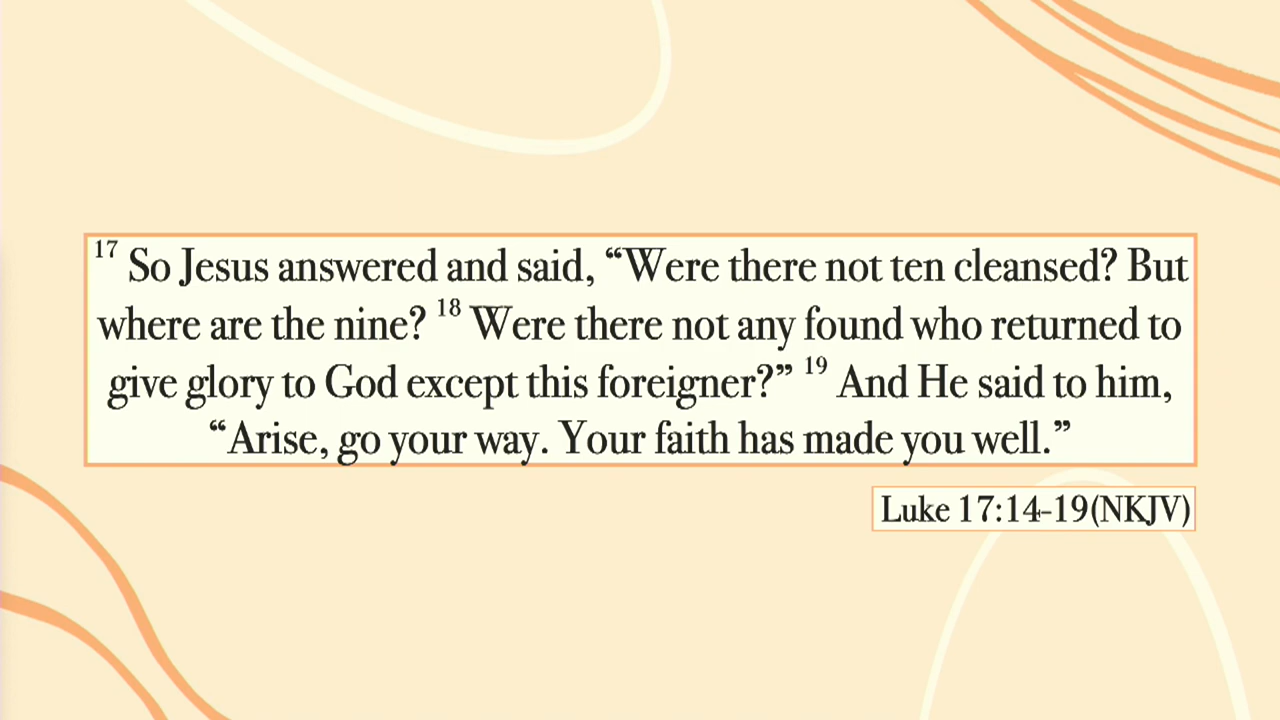 17 So Jesus answered and said, “Were there not ten cleansed? But
where are the nine? 18 Were there not any found who returned to
give glory to God except this foreigner?” 19 And He said to him,
“Arise, go your way. Your faith has made you well.”
Luke 17:14-19(NKJV)